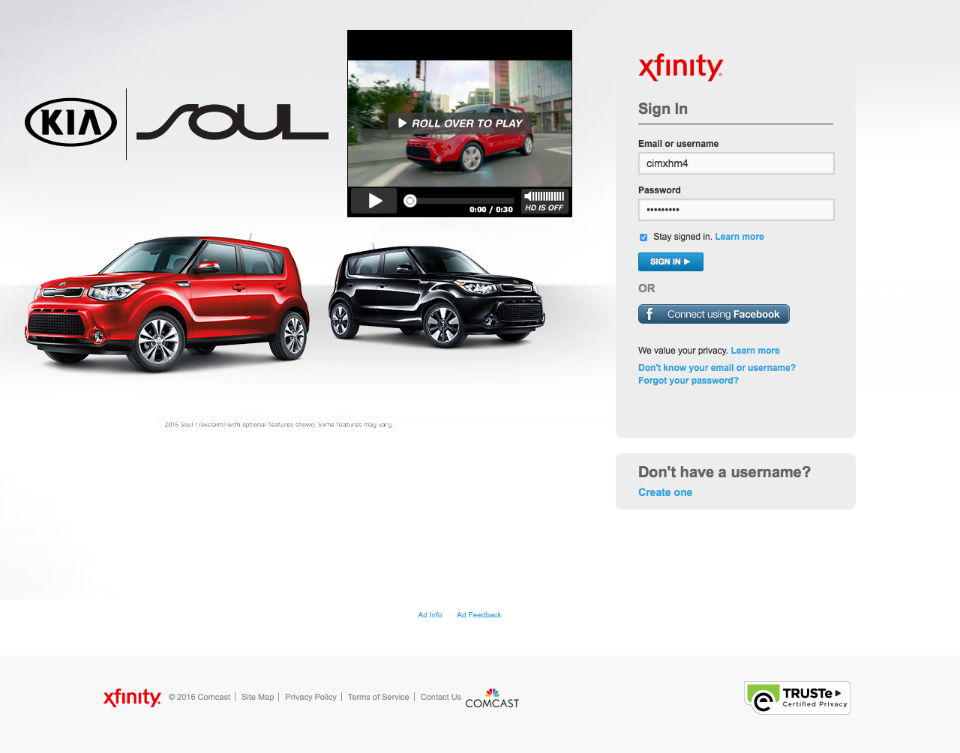 KIA
SOUL
ROLL OVER TO PLAY
0:00 / 0:30
HD IS OFF
2016 Soul ! (exclaim) with optional features shown. Some features may vary.
xfinity
Sign In
Email or username
cimxhm4
Password
•••••••••
Stay signed in. Learn more
SIGN IN
OR
f Connect using Facebook
We value your privacy. Learn more
Don't know your email or username?
Forgot your password?
Don't have a username?
Create one
Ad Info Ad Feedback
xfinity © 2016 Comcast | Site Map | Privacy Policy | Terms of Service | Contact Us COMCAST
TRUSTe
Certified Privacy